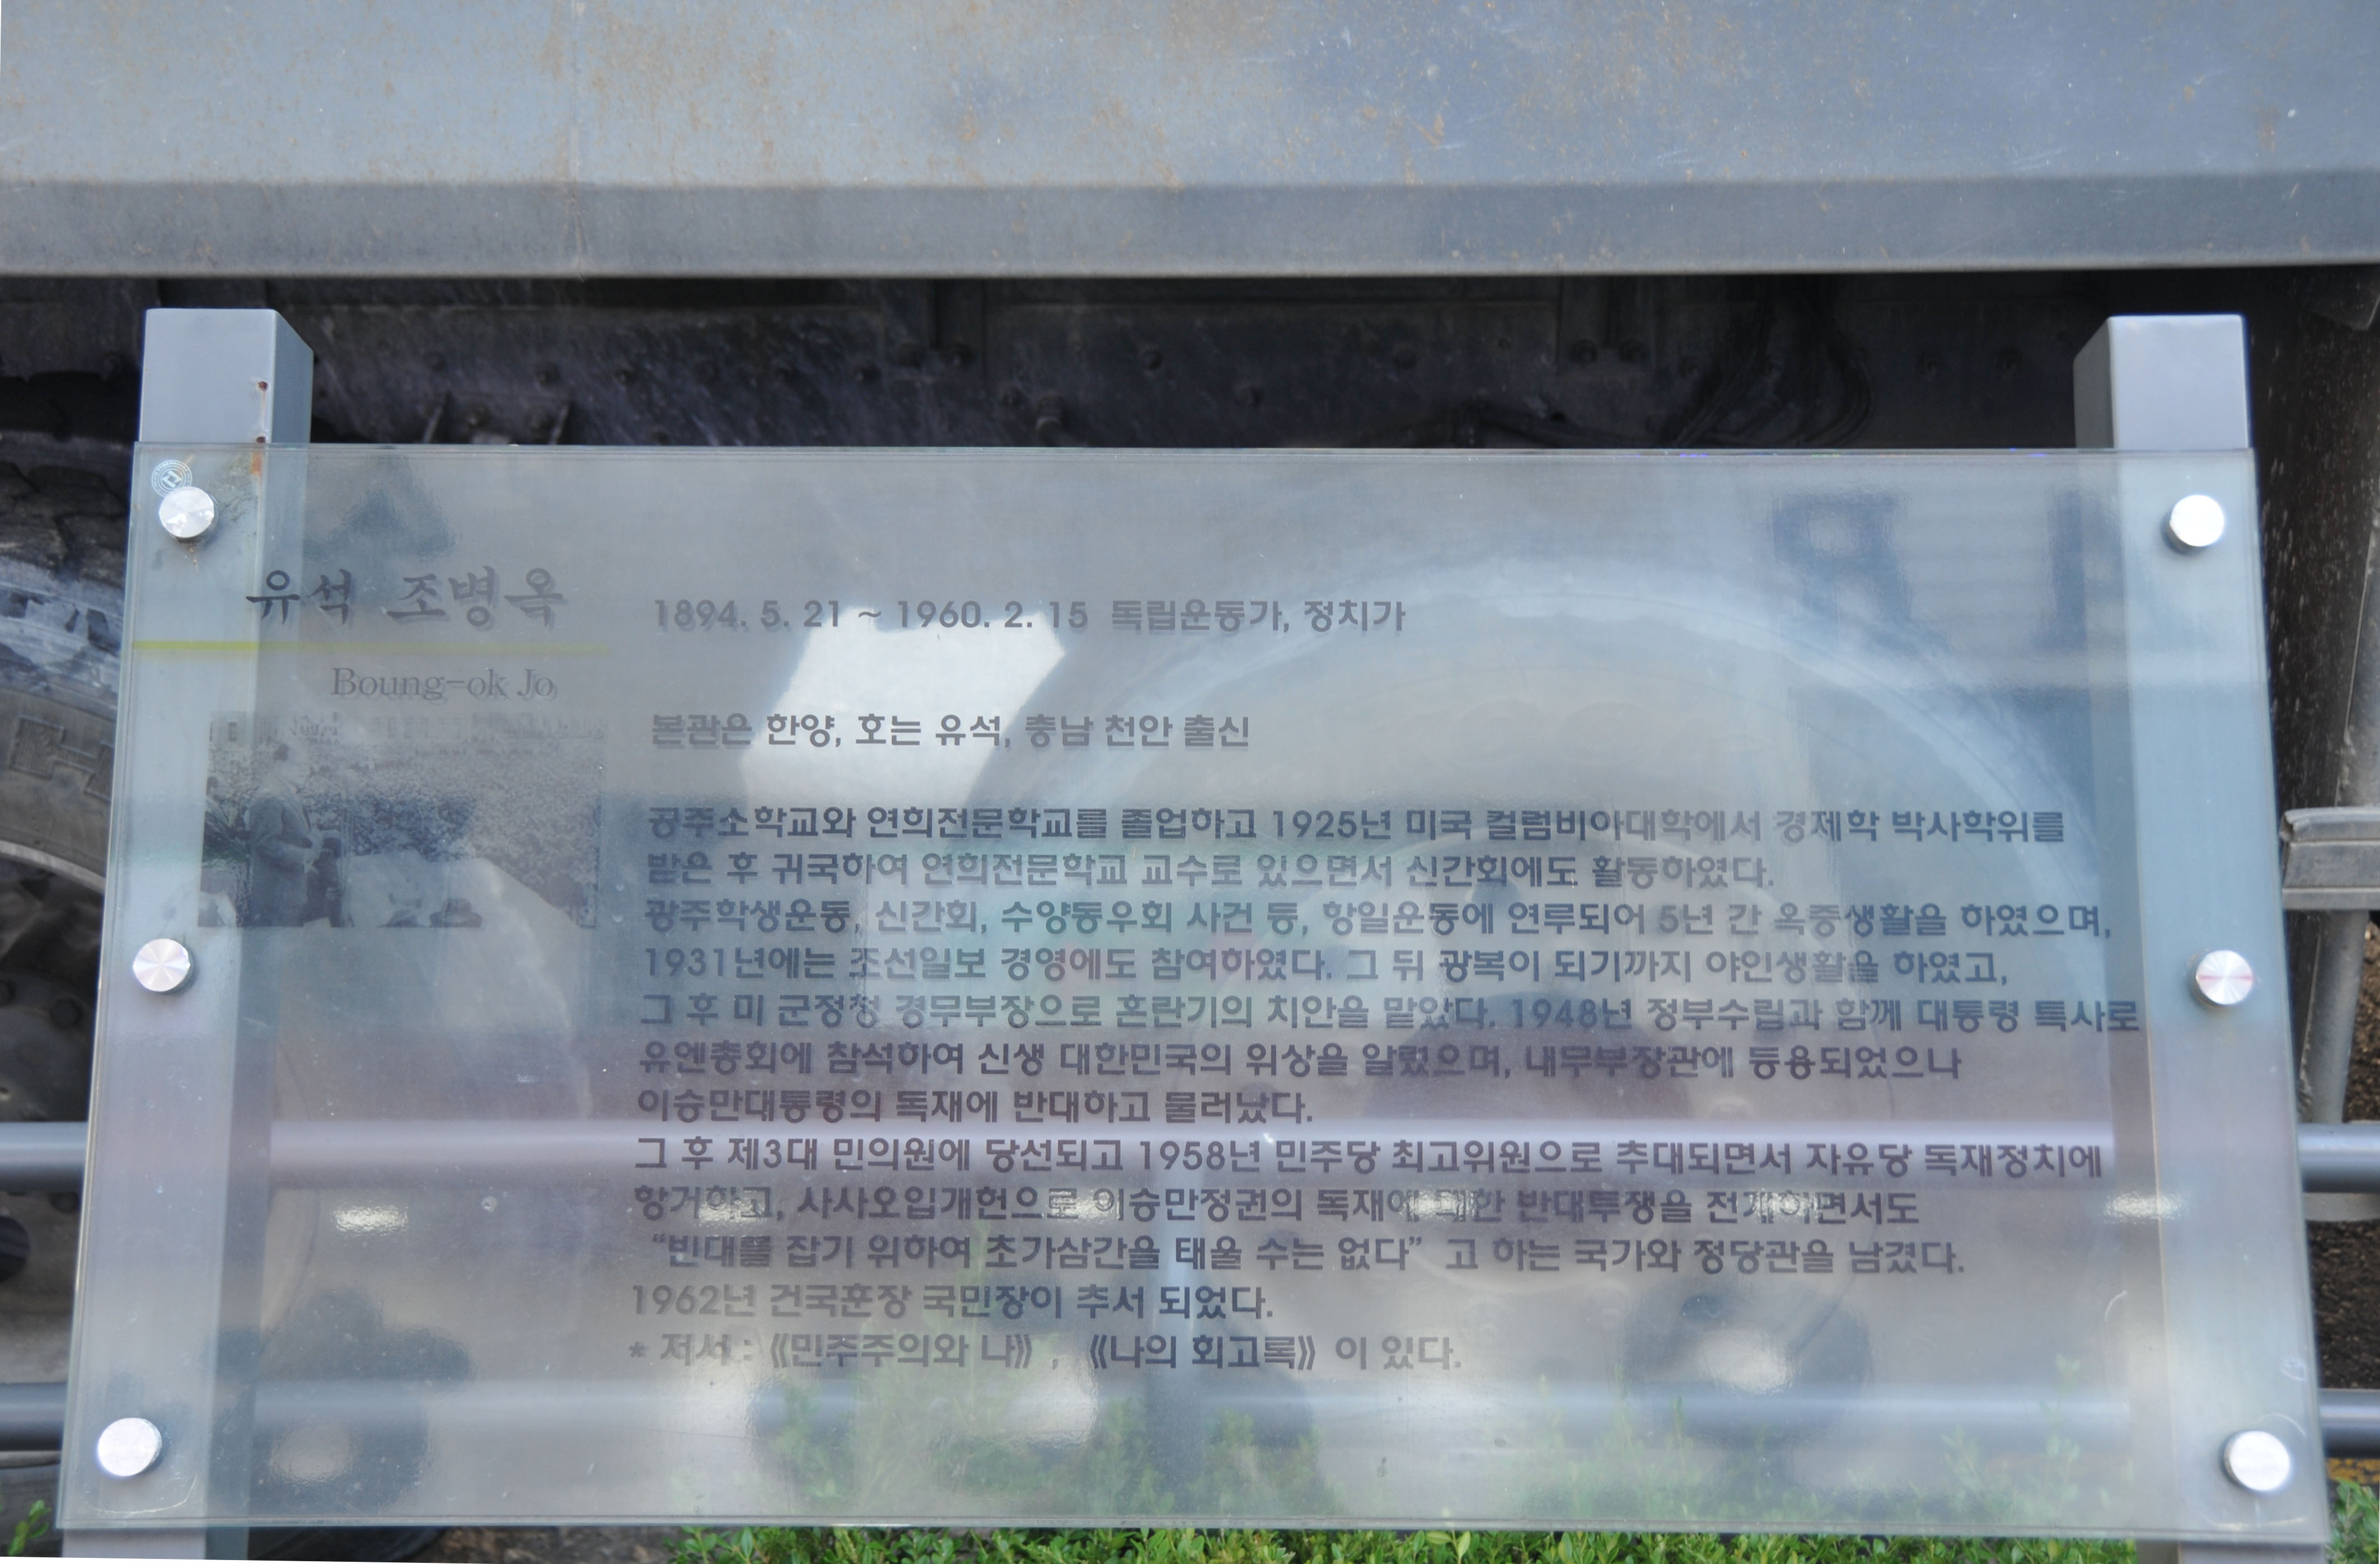 유석 조병옥
Boung-ok Jo
1894. 5. 21 ~ 1960. 2. 15 독립운동가, 정치가
본관은 한양, 호는 유석, 충남 천안 출신
공주소학교와 연희전문학교를 졸업하고 1925년 미국 컬럼비아대학에서 경제학 박사학위를
받은 후 귀국하여 연희전문학교 교수로 있으면서 신간회에도 활동하였다.
광주학생운동, 신간회, 수양동우회 사건 등, 항일운동에 연루되어 5년 간 옥중생활을 하였으며,
1931년에는 조선일보 경영에도 참여하였다. 그 뒤 광복이 되기까지 야인생활을 하였고,
그 후 미 군정청 경무부장으로 혼란기의 치안을 맡았다. 1948년 정부수립과 함께 대통령 특사로
유엔총회에 참석하여 신생 대한민국의 위상을 알렸으며, 내무부장관에 등용되었으나
이승만대통령의 독재에 반대하고 물러났다.
그 후 제3대 민의원에 당선되고 1958년 민주당 최고위원으로 추대되면서 자유당 독재정치에
항거하고, 사사오입개헌으로 이승만정권의 독재에 대한 반대투쟁을 전개하면서도
“빈대를 잡기 위하여 초가삼간을 태울 수는 없다” 고 하는 국가와 정당관을 남겼다.
1962년 건국훈장 국민장이 추서 되었다.
* 저서 : 《민주주의와 나》, 《나의 회고록》 이 있다.